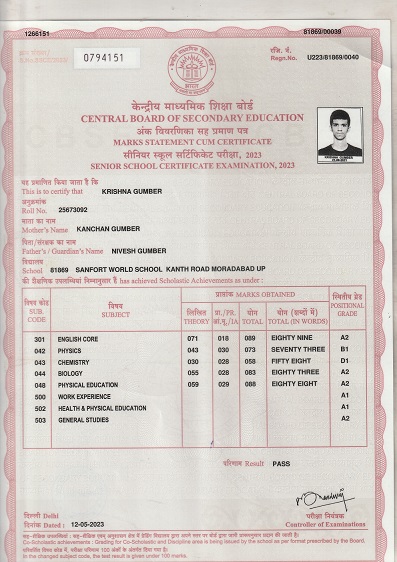 1266151 81869/00039
0794151 रजि. नं.
Regn.No. U223/81869/0040
केन्द्रीय माध्यमिक शिक्षा बोर्ड
CENTRAL BOARD OF SECONDARY EDUCATION
अंक विवरणिका सह प्रमाण पत्र
MARKS STATEMENT CUM CERTIFICATE
सीनियर स्कूल सर्टिफिकेट परीक्षा, 2023
SENIOR SCHOOL CERTIFICATE EXAMINATION, 2023
KRISHNA GUMBER
यह प्रमाणित किया जाता है कि
This is to certify that KRISHNA GUMBER
अनुक्रमांक
Roll No. 25673092
माता का नाम
Mother's Name KANCHAN GUMBER
पिता/संरक्षक का नाम
Father's / Guardian's Name NIVESH GUMBER
विद्यालय
School 81869 SANFORT WORLD SCHOOL KANTH ROAD MORADABAD UP
की शैक्षणिक उपलब्धियां निम्नानुसार हैं has achieved Scholastic Achievements as under :
विषय कोड SUB. CODE विषय SUBJECT प्राप्तांक MARKS OBTAINED स्थितीय ग्रेड POSITIONAL GRADE
लिखित THEORY प्रा./PR. आं.मू./IA योग TOTAL योग (शब्दों में) TOTAL (IN WORDS)
301 ENGLISH CORE 071 018 089 EIGHTY NINE A2
042 PHYSICS 043 030 073 SEVENTY THREE B1
043 CHEMISTRY 030 028 058 FIFTY EIGHT D1
044 BIOLOGY 055 028 083 EIGHTY THREE A2
048 PHYSICAL EDUCATION 059 029 088 EIGHTY EIGHT A2
500 WORK EXPERIENCE A1
502 HEALTH & PHYSICAL EDUCATION A1
503 GENERAL STUDIES A2
परिणाम Result PASS
दिल्ली Delhi
दिनांक Dated : 12-05-2023
परीक्षा नियंत्रक
Controller of Examinations
Co-Scholastic achievements : Grading for Co-Scholastic and Discipline area is being issued by the school as per format prescribed by the Board.
In the changed subject code, the test result is given under 100 marks.